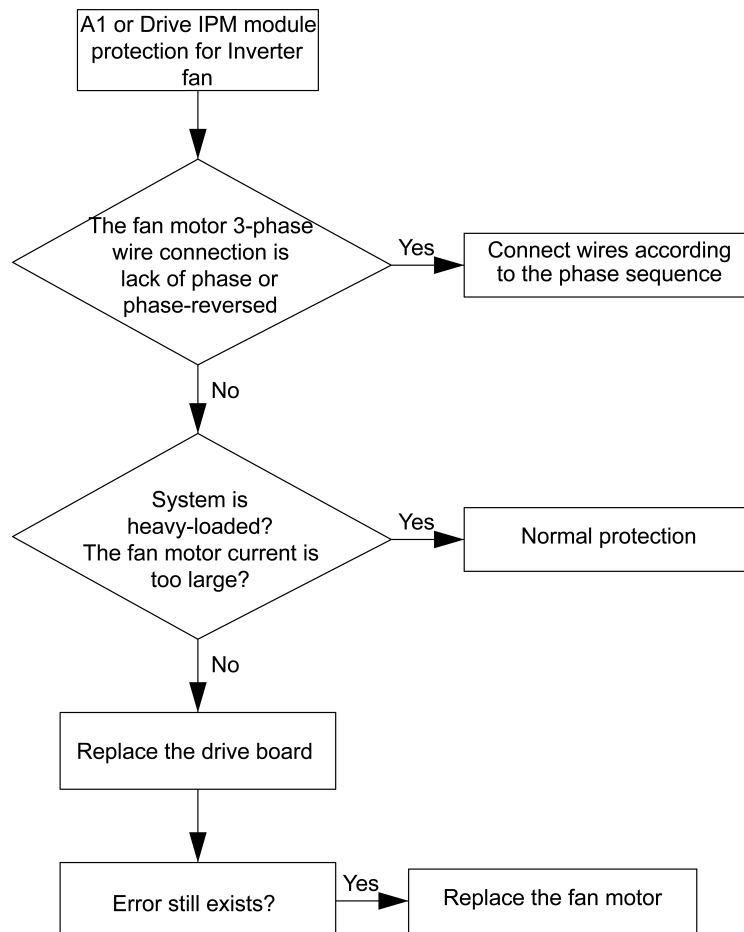 A1 or Drive IPM module
protection for Inverter
fan
The fan motor 3-phase
wire connection is
lack of phase or
phase-reversed
Yes
Connect wires according
to the phase sequence
No
System is
heavy-loaded?
The fan motor current is
too large?
Yes
Normal protection
No
Replace the drive board
Error still exists?
Yes
Replace the fan motor